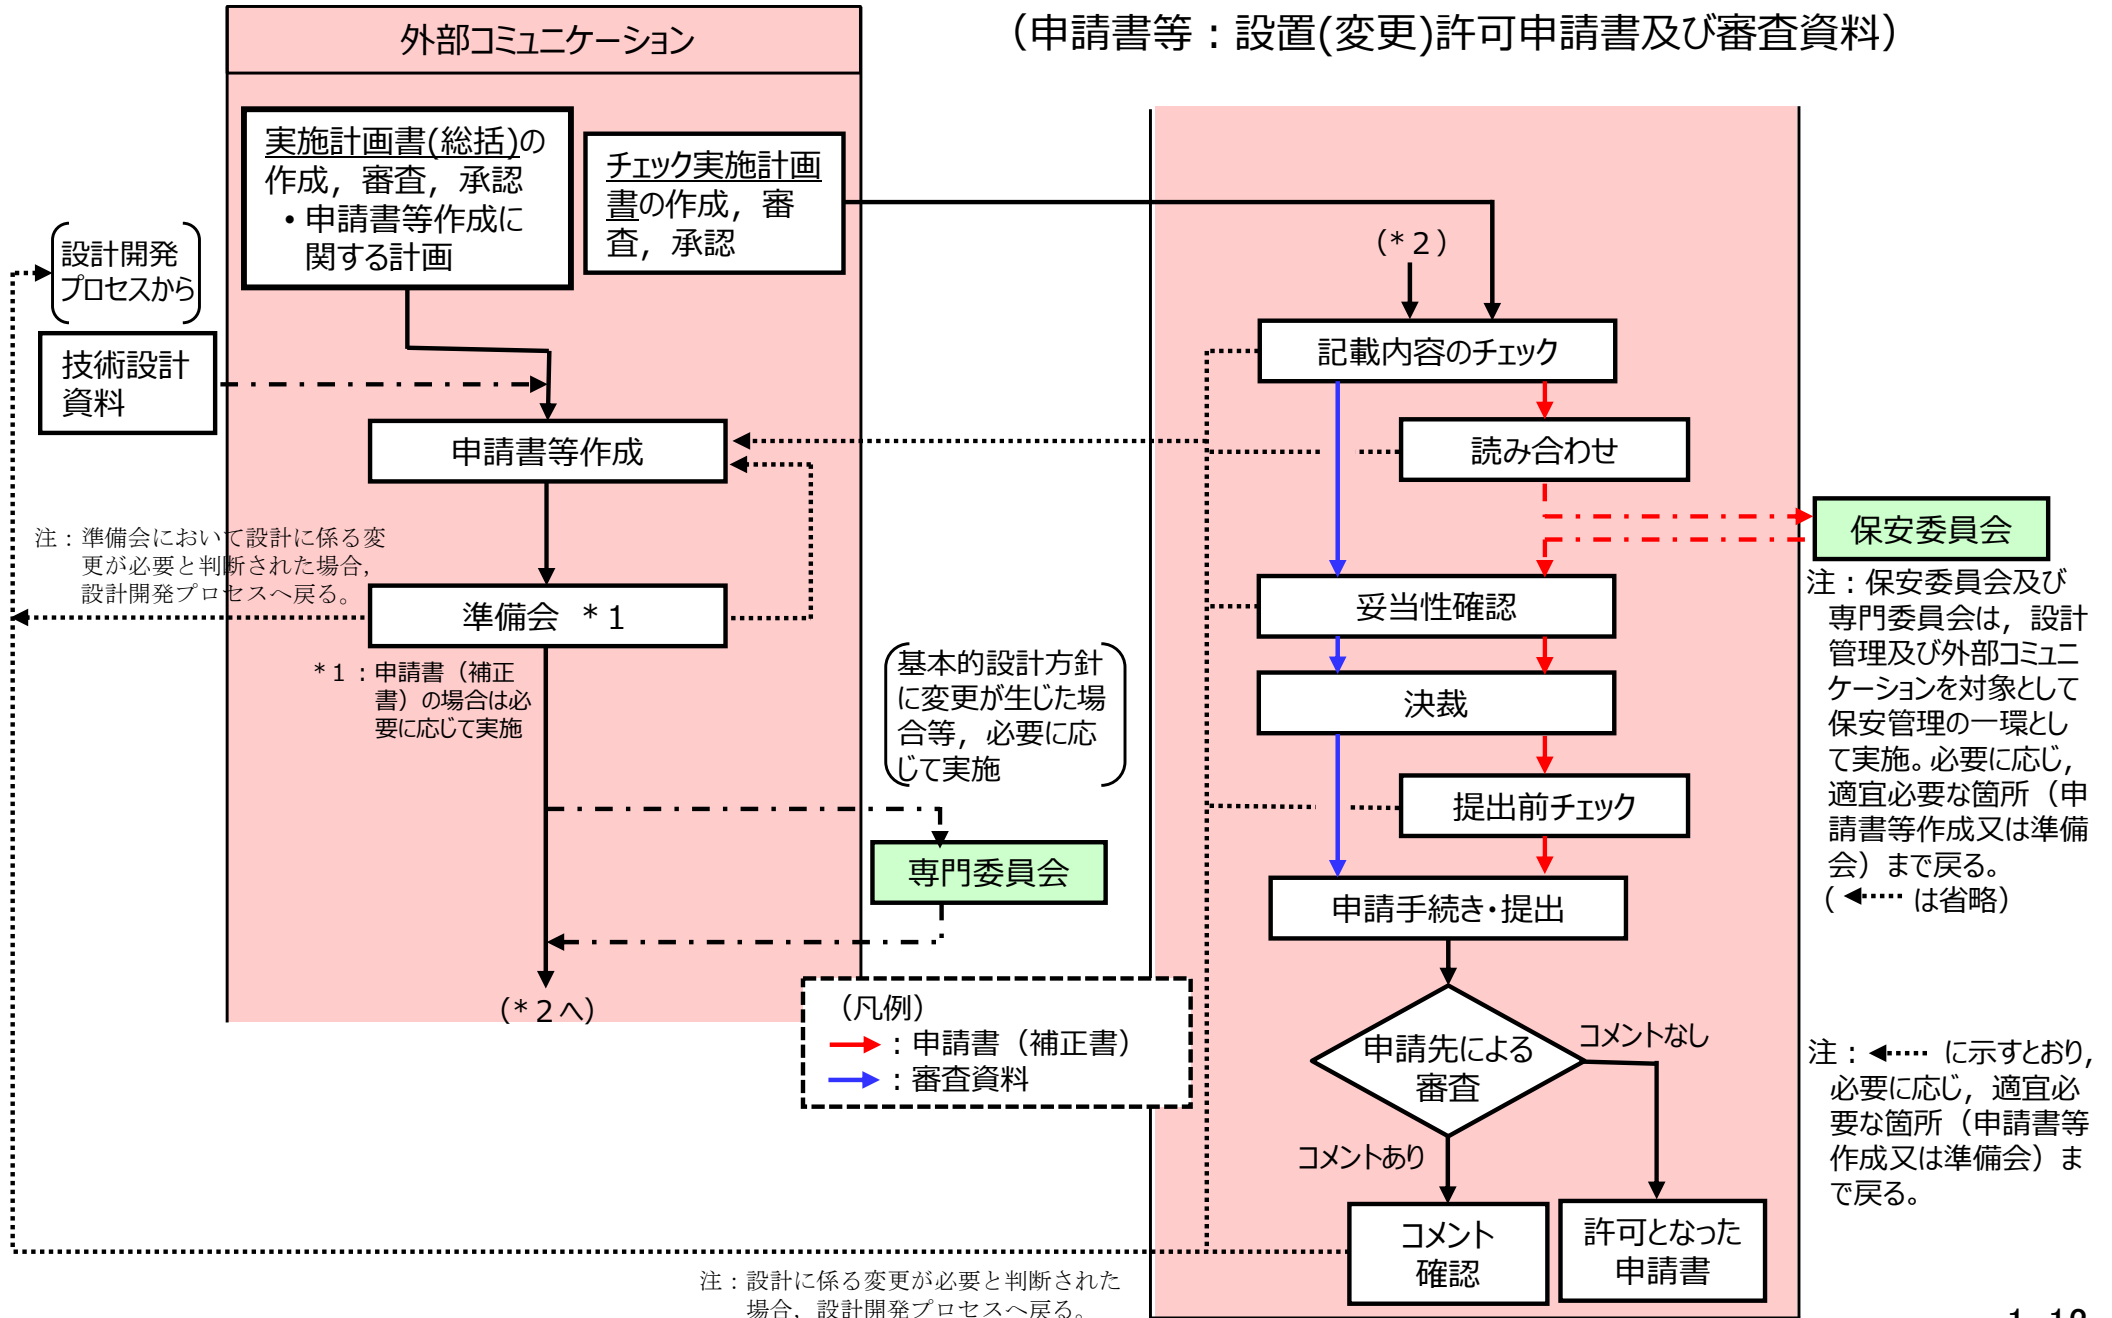 （申請書等：設置(変更)許可申請書及び審査資料）
外部コミュニケーション
実施計画書(総括)の
作成，審査，承認
・申請書等作成に
関する計画
チェック実施計画
書の作成，審
査，承認
設計開発
プロセスから
技術設計
資料
申請書等作成
注：準備会において設計に係る変
更が必要と判断された場合，
設計開発プロセスへ戻る。
準備会　＊１
＊１：申請書（補正
書）の場合は必
要に応じて実施
基本的設計方針
に変更が生じた場
合等，必要に応
じて実施
専門委員会
（＊２へ）
（凡例）
：申請書（補正書）
：審査資料
（＊２）
記載内容のチェック
読み合わせ
保安委員会
妥当性確認
決裁
提出前チェック
申請手続き・提出
申請先による
審査
コメントなし
コメントあり
コメント
確認
許可となった
申請書
注：保安委員会及び
専門委員会は，設計
管理及び外部コミュニ
ケーションを対象として
保安管理の一環とし
て実施。必要に応じ，
適宜必要な箇所（申
請書等作成又は準備
会）まで戻る。
（ は省略）
注： に示すとおり，
必要に応じ，適宜必
要な箇所（申請書等
作成又は準備会）ま
で戻る。
注：設計に係る変更が必要と判断された
場合，設計開発プロセスへ戻る。